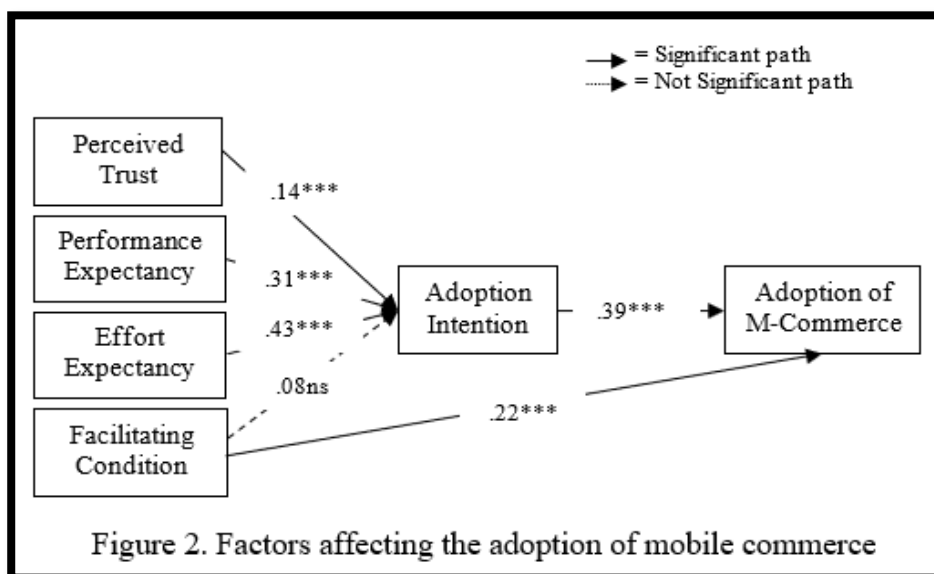 = Significant path
= Not Significant path
Perceived
Trust
.14***
Performance
Expectancy
.31***
Adoption
Intention
.39***
Adoption of
M-Commerce
Effort
Expectancy
.43***
.08ns
.22***
Facilitating
Condition
Figure 2. Factors affecting the adoption of mobile commerce